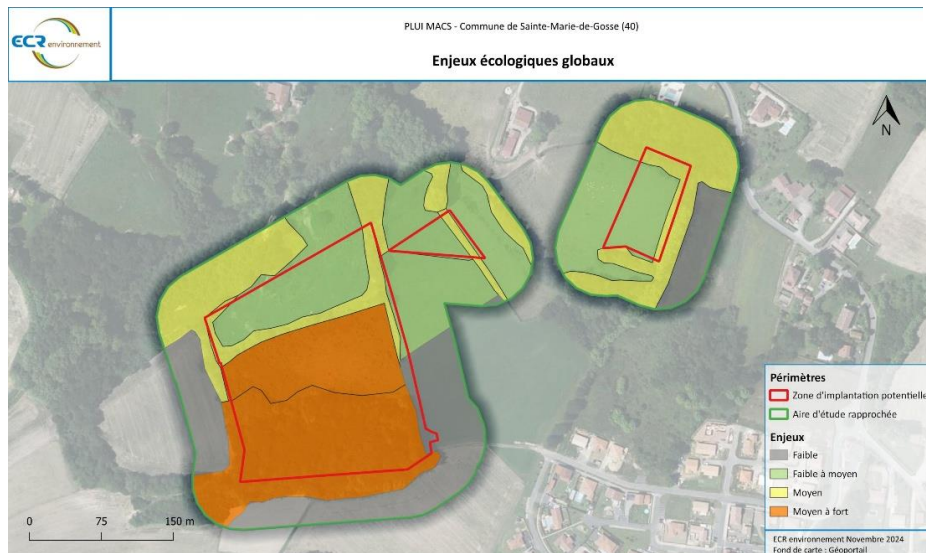 ECR environnement
PLUI MACS - Commune de Sainte-Marie-de-Gosse (40)
Enjeux écologiques globaux
N
Périmètres
Zone d'implantation potentielle
Aire d'étude rapprochée
Enjeux
Faible
Faible à moyen
Moyen
Moyen à fort
0 75 150 m
ECR environnement Novembre 2024
Fond de carte : Géoportail